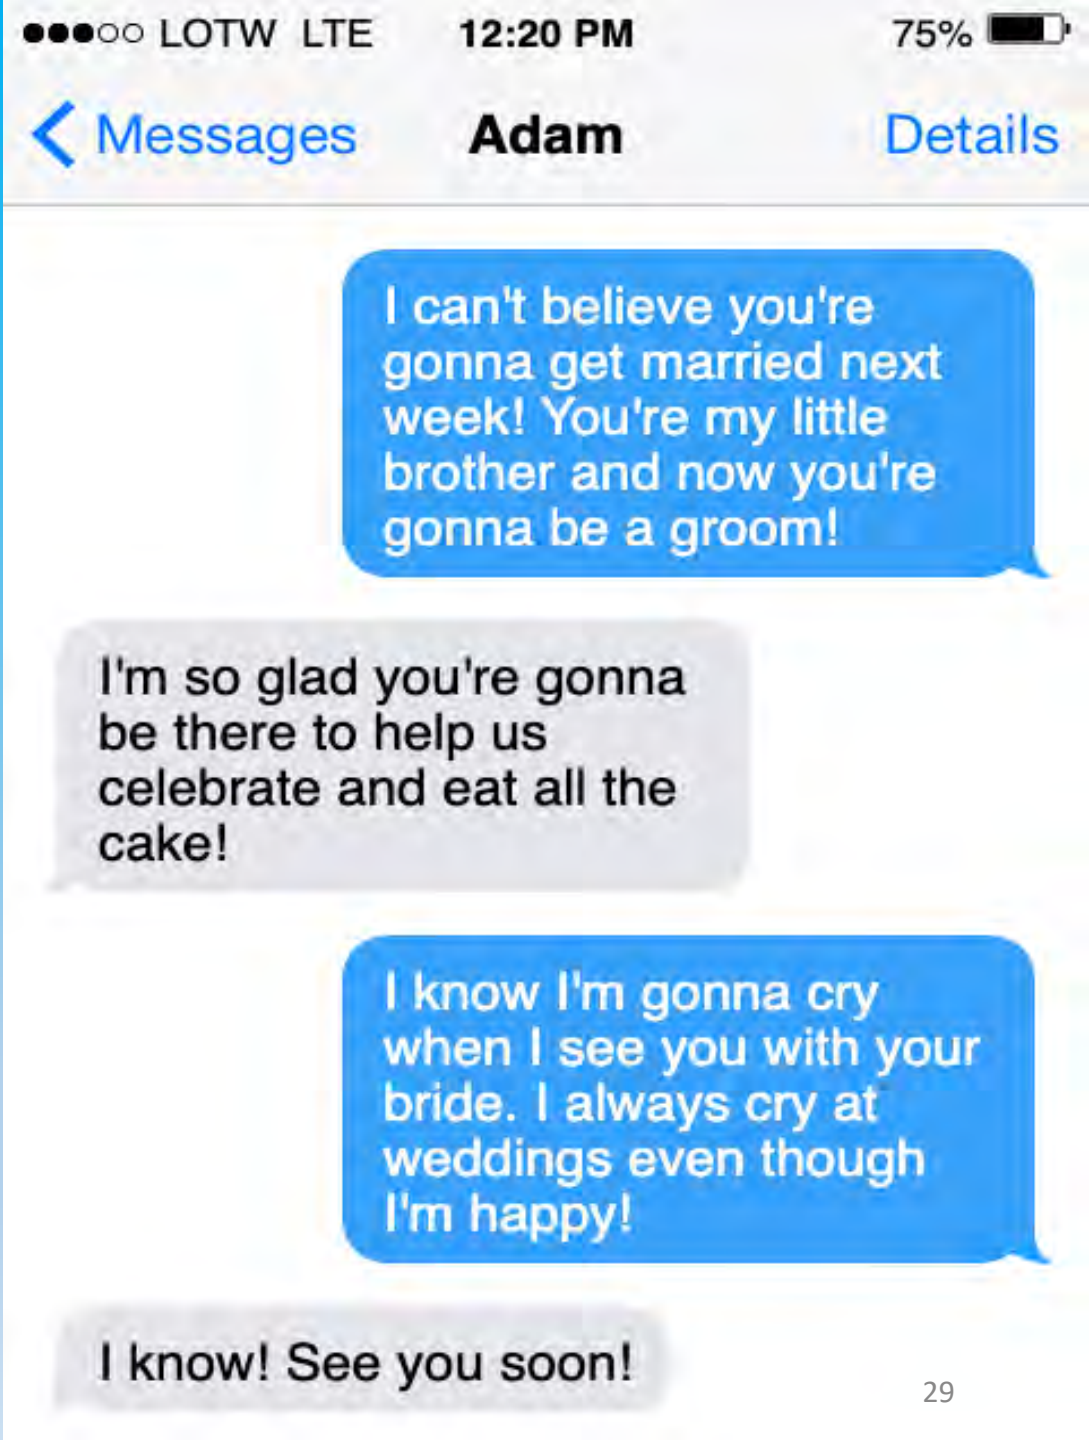 LOTW LTE 12:20 PM 75%
Messages Adam Details
I can't believe you're
gonna get married next
week! You're my little
brother and now you're
gonna be a groom!
I'm so glad you're gonna
be there to help us
celebrate and eat all the
cake!
I know I'm gonna cry
when I see you with your
bride. I always cry at
weddings even though
I'm happy!
I know! See you soon!
29